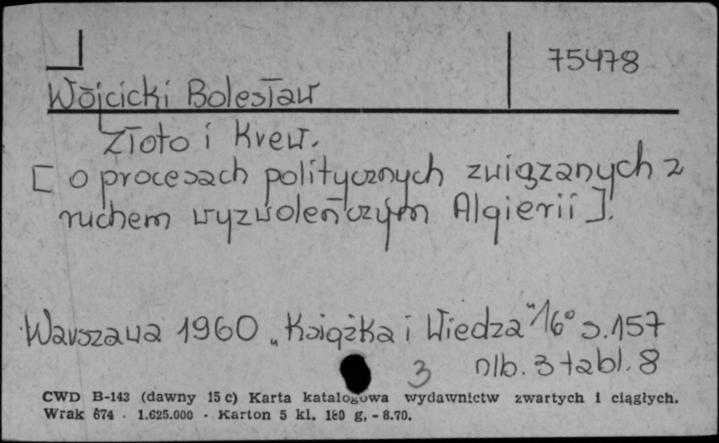 75478
Wójcicki Bolesław
Złoto i krew.
[ o procesach politycznych związanych z
ruchem wyzwoleńczym Algierii ].
Warszawa 1960 „Książka i Wiedza" 16° s. 157
3 nlb. 3 tabl. 8
CWD B-143 (dawny 15 c) Karta katalogowa wydawnictw zwartych i ciągłych.
Wrak 674 · 1.625.000 · Karton 5 kl. 180 g, - 8.70.